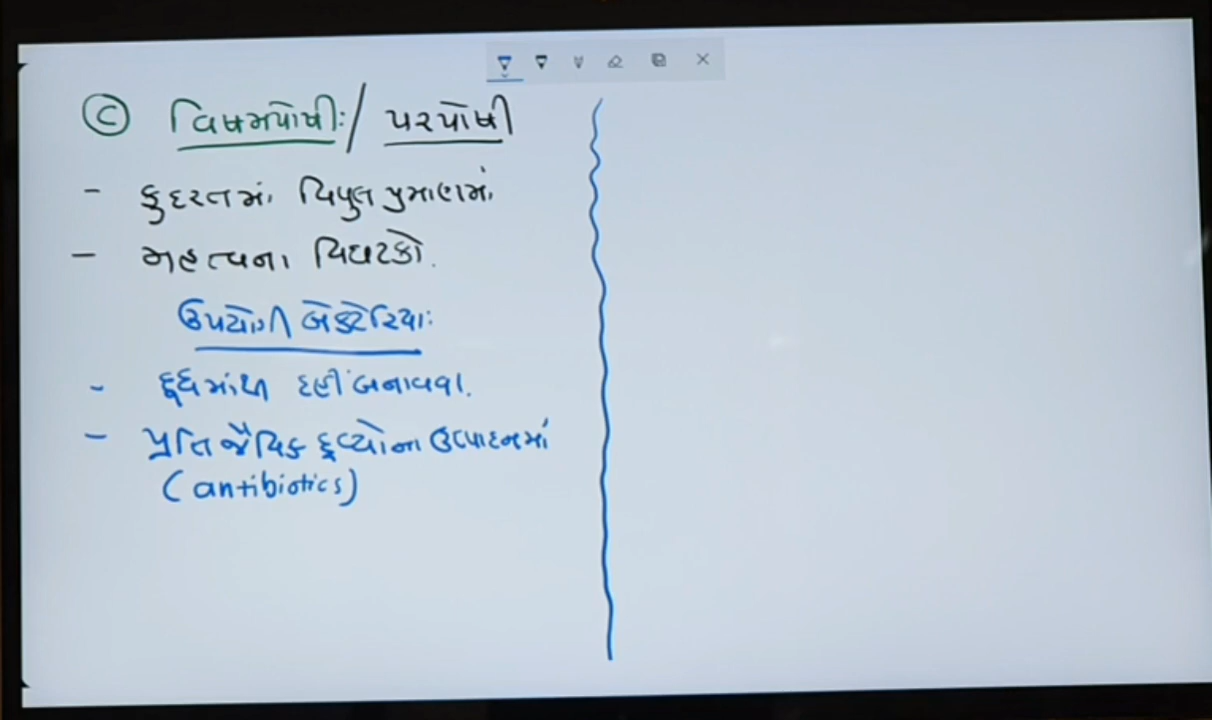 Ⓒ વિષમપોષી:/ પરપોષી
- કુદરતમાં વિપુલ પ્રમાણમાં
- મહત્વના વિઘટકો.
ઉપયોગી બેક્ટેરિયા:
- દૂધમાંથી દહીં બનાવવા.
- પ્રતિજૈવિક દ્રવ્યોના ઉત્પાદનમાં
(antibiotics)